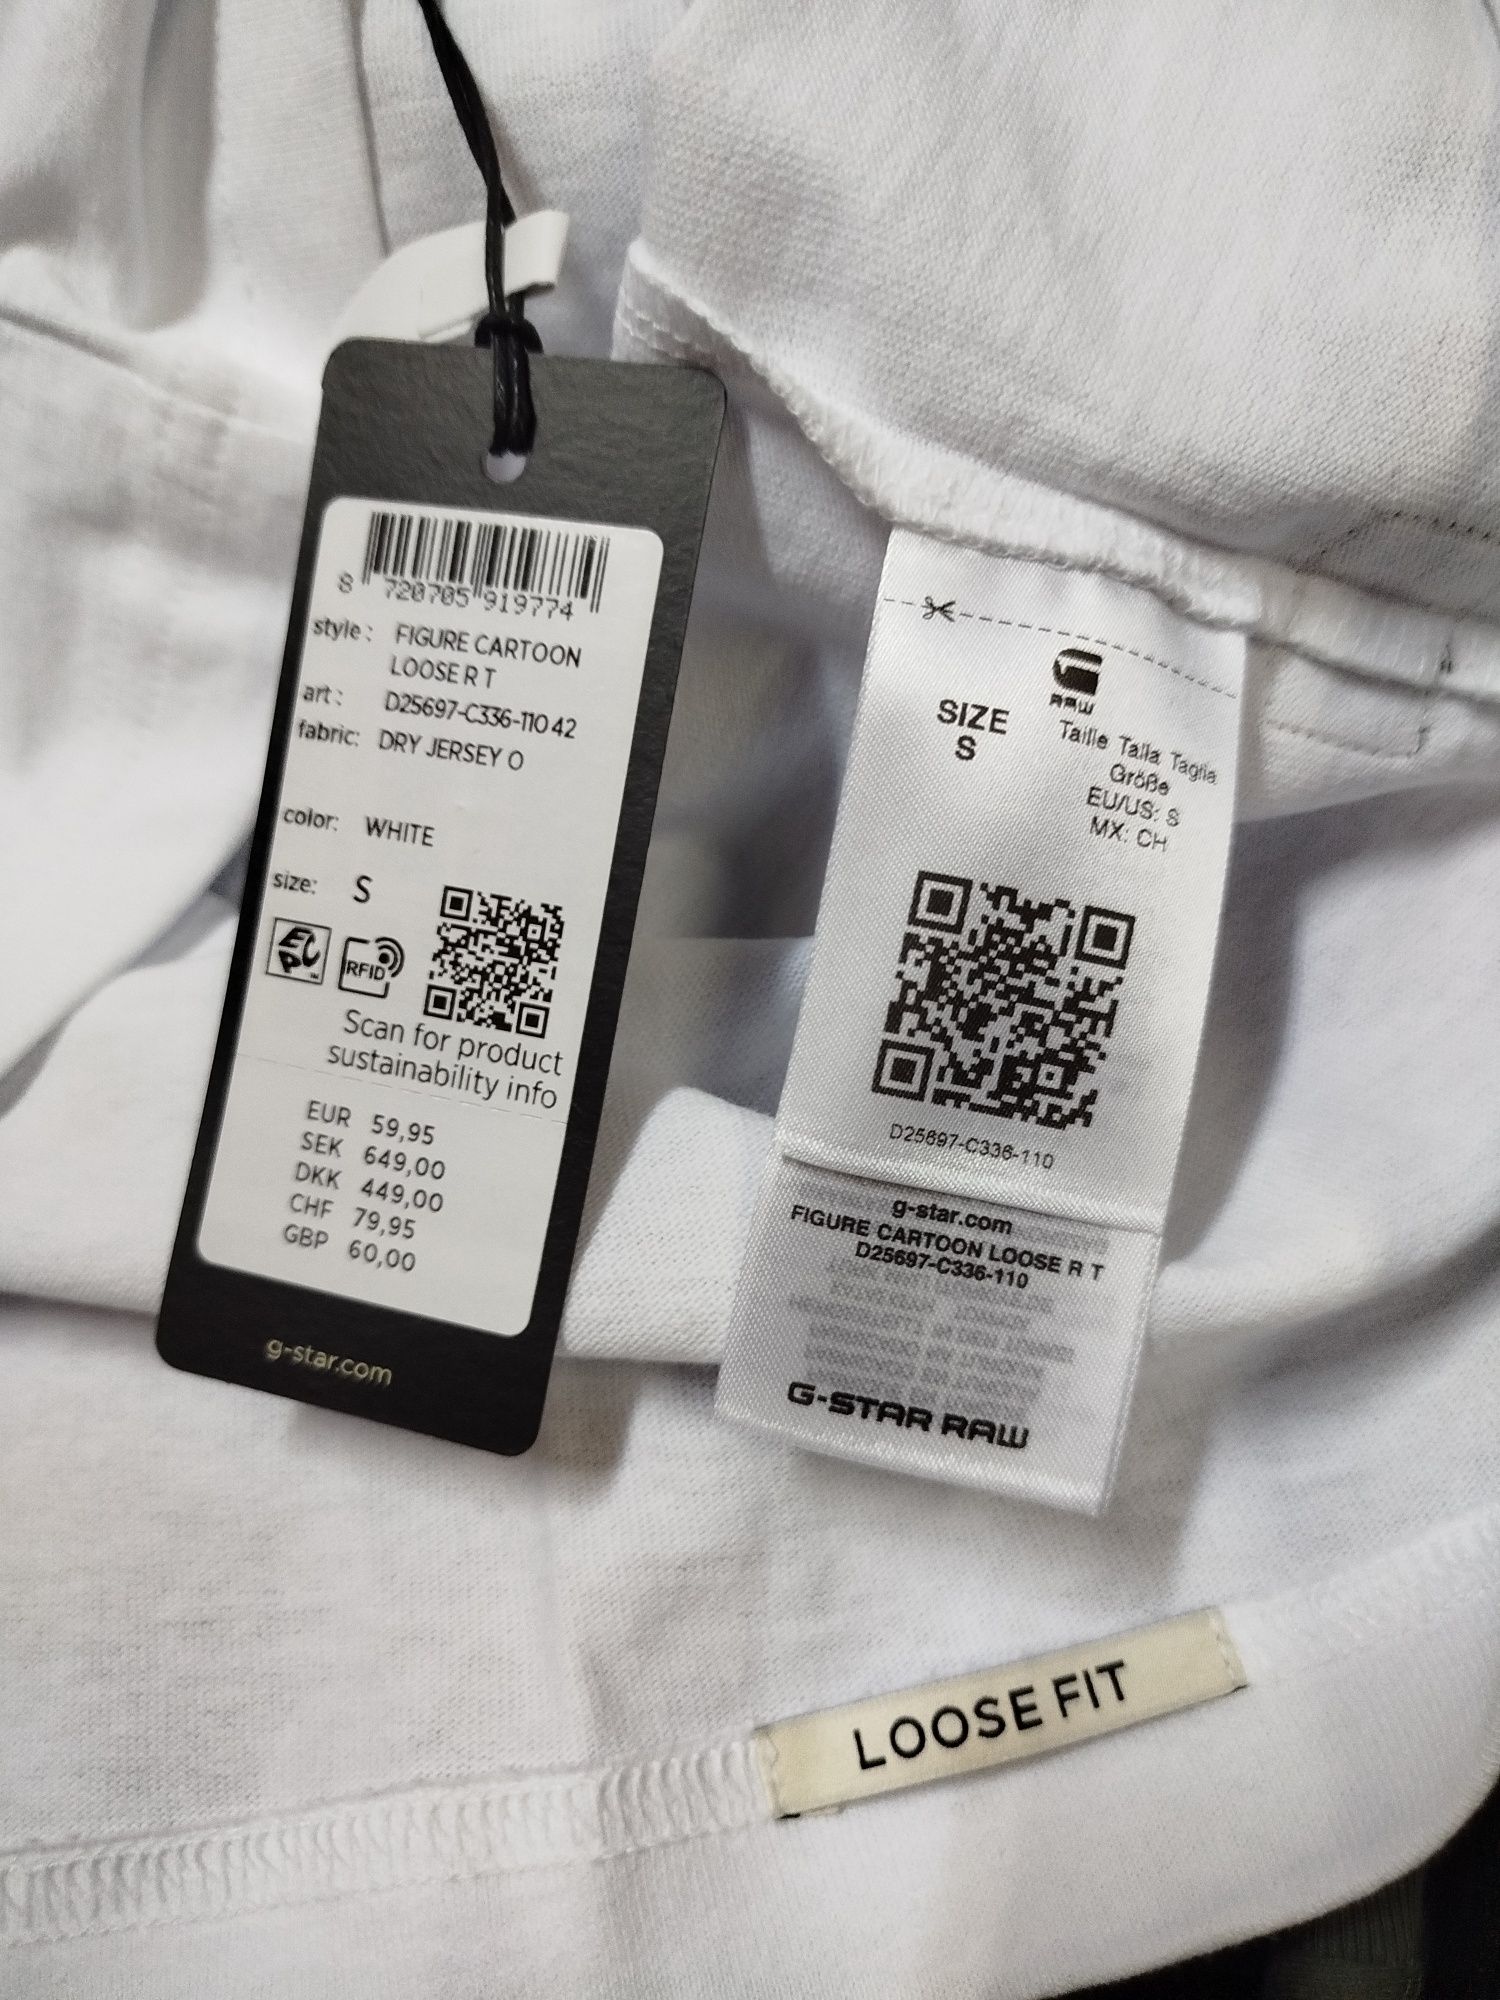 8 720705 919774
style: FIGURE CARTOON
LOOSE R T
art: D25697-C336-110 42
fabric: DRY JERSEY O
color: WHITE
size: S
EPC
TM
RFID
Scan for product
sustainability info
EUR 59,95
SEK 649,00
DKK 449,00
CHF 79,95
GBP 60,00
g-star.com
RAW
SIZE
S
Taille Talla Taglia
Größe
EU/US: S
MX: CH
D25697-C336-110
g-star.com
FIGURE CARTOON LOOSE R T
D25697-C336-110
G-STAR RAW
LOOSE FIT